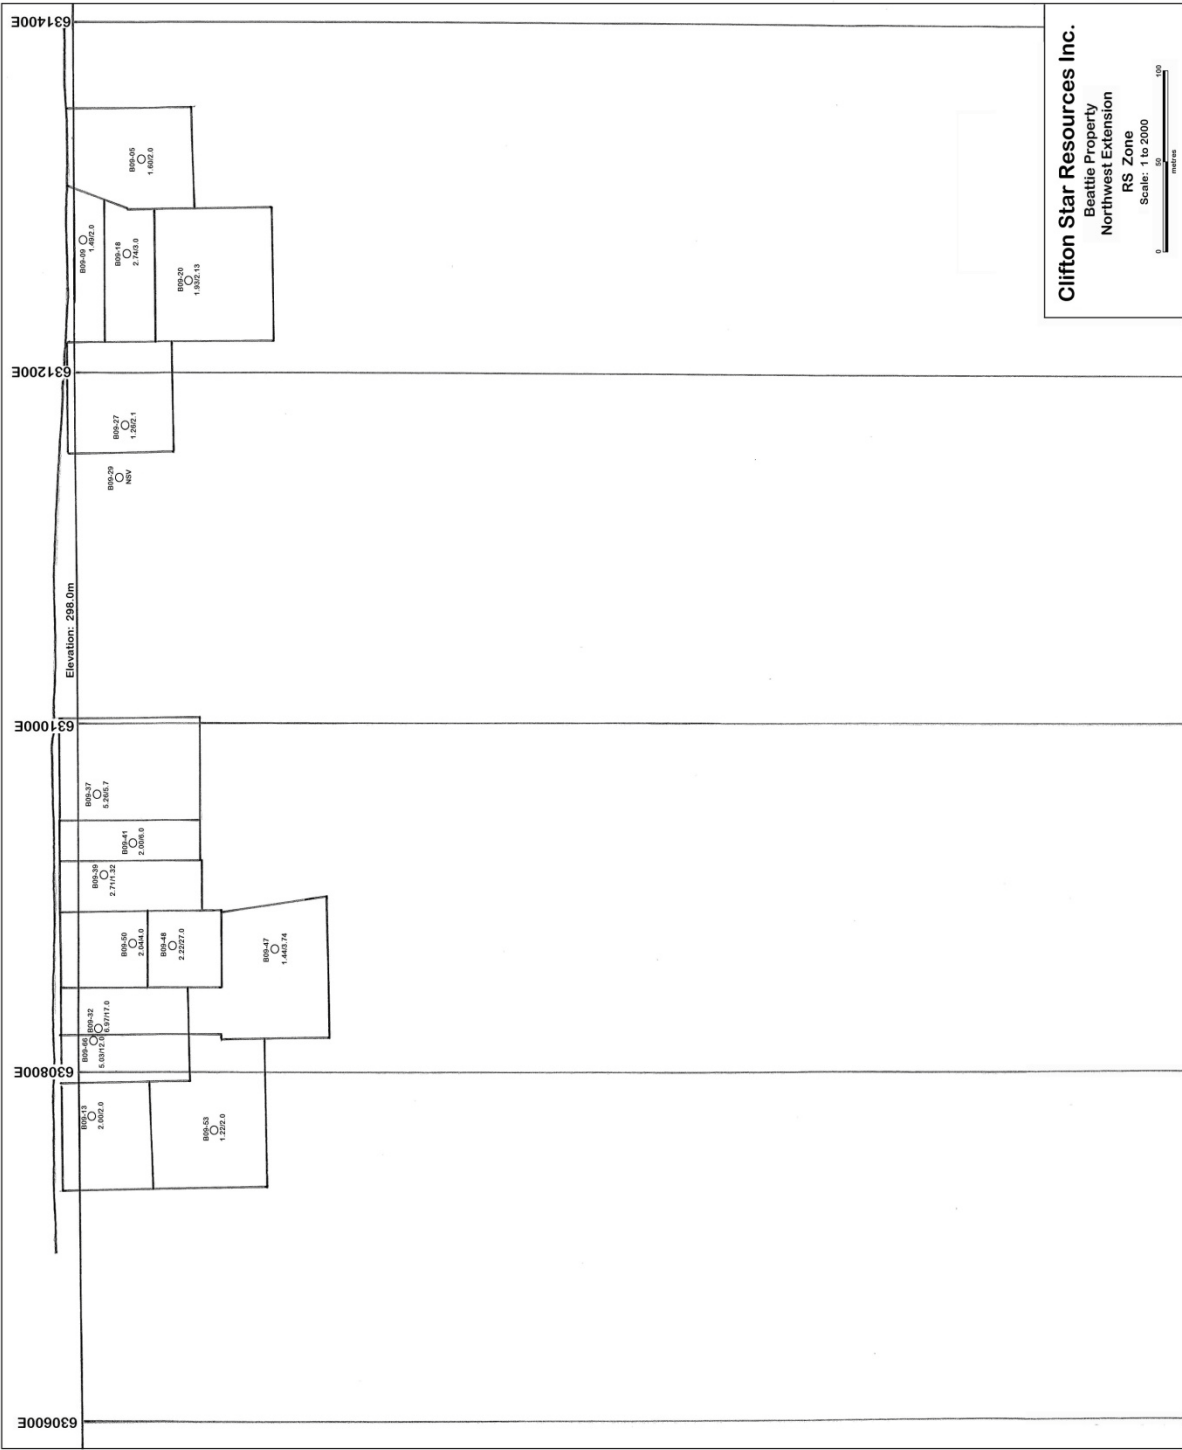 631400E
631200E
631000E
630800E
630600E
Elevation: 298.0m
B09-05
1.60/2.0
B09-09
1.49/2.0
B09-18
2.74/3.0
B09-20
1.93/2.13
B09-27
1.26/2.1
B09-29
NSV
B09-37
5.26/5.7
B09-41
2.00/6.0
B09-39
2.71/1.32
B09-50
2.04/4.0
B09-48
2.22/27.0
B09-47
1.44/3.74
B09-32
6.97/17.0
B09-66
5.03/12.0
B09-13
2.00/2.0
B09-53
1.22/2.0
Clifton Star Resources Inc.
Beattie Property
Northwest Extension
RS Zone
Scale: 1 to 2000
0 50 100
metres